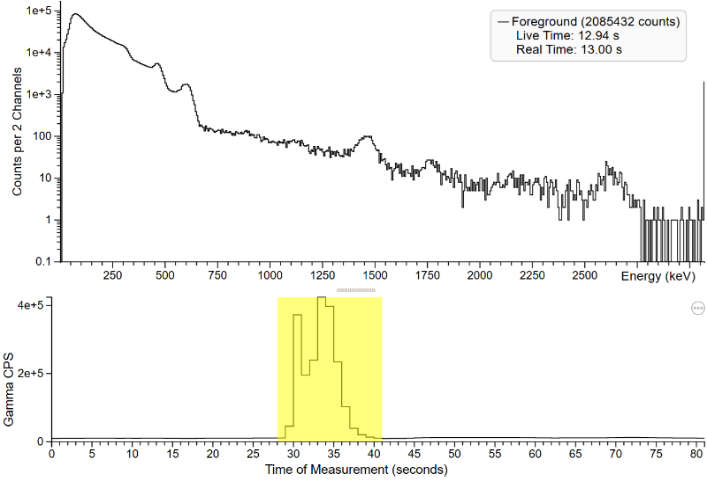 1e+5
1e+4
1e+3
100
10
1
0.1
Counts per 2 Channels
Foreground (2085432 counts)
Live Time: 12.94 s
Real Time: 13.00 s
250 500 750 1000 1250 1500 1750 2000 2250 2500 Energy (keV)
4e+5
2e+5
0
Gamma CPS
0 5 10 15 20 25 30 35 40 45 50 55 60 65 70 75 80
Time of Measurement (seconds)